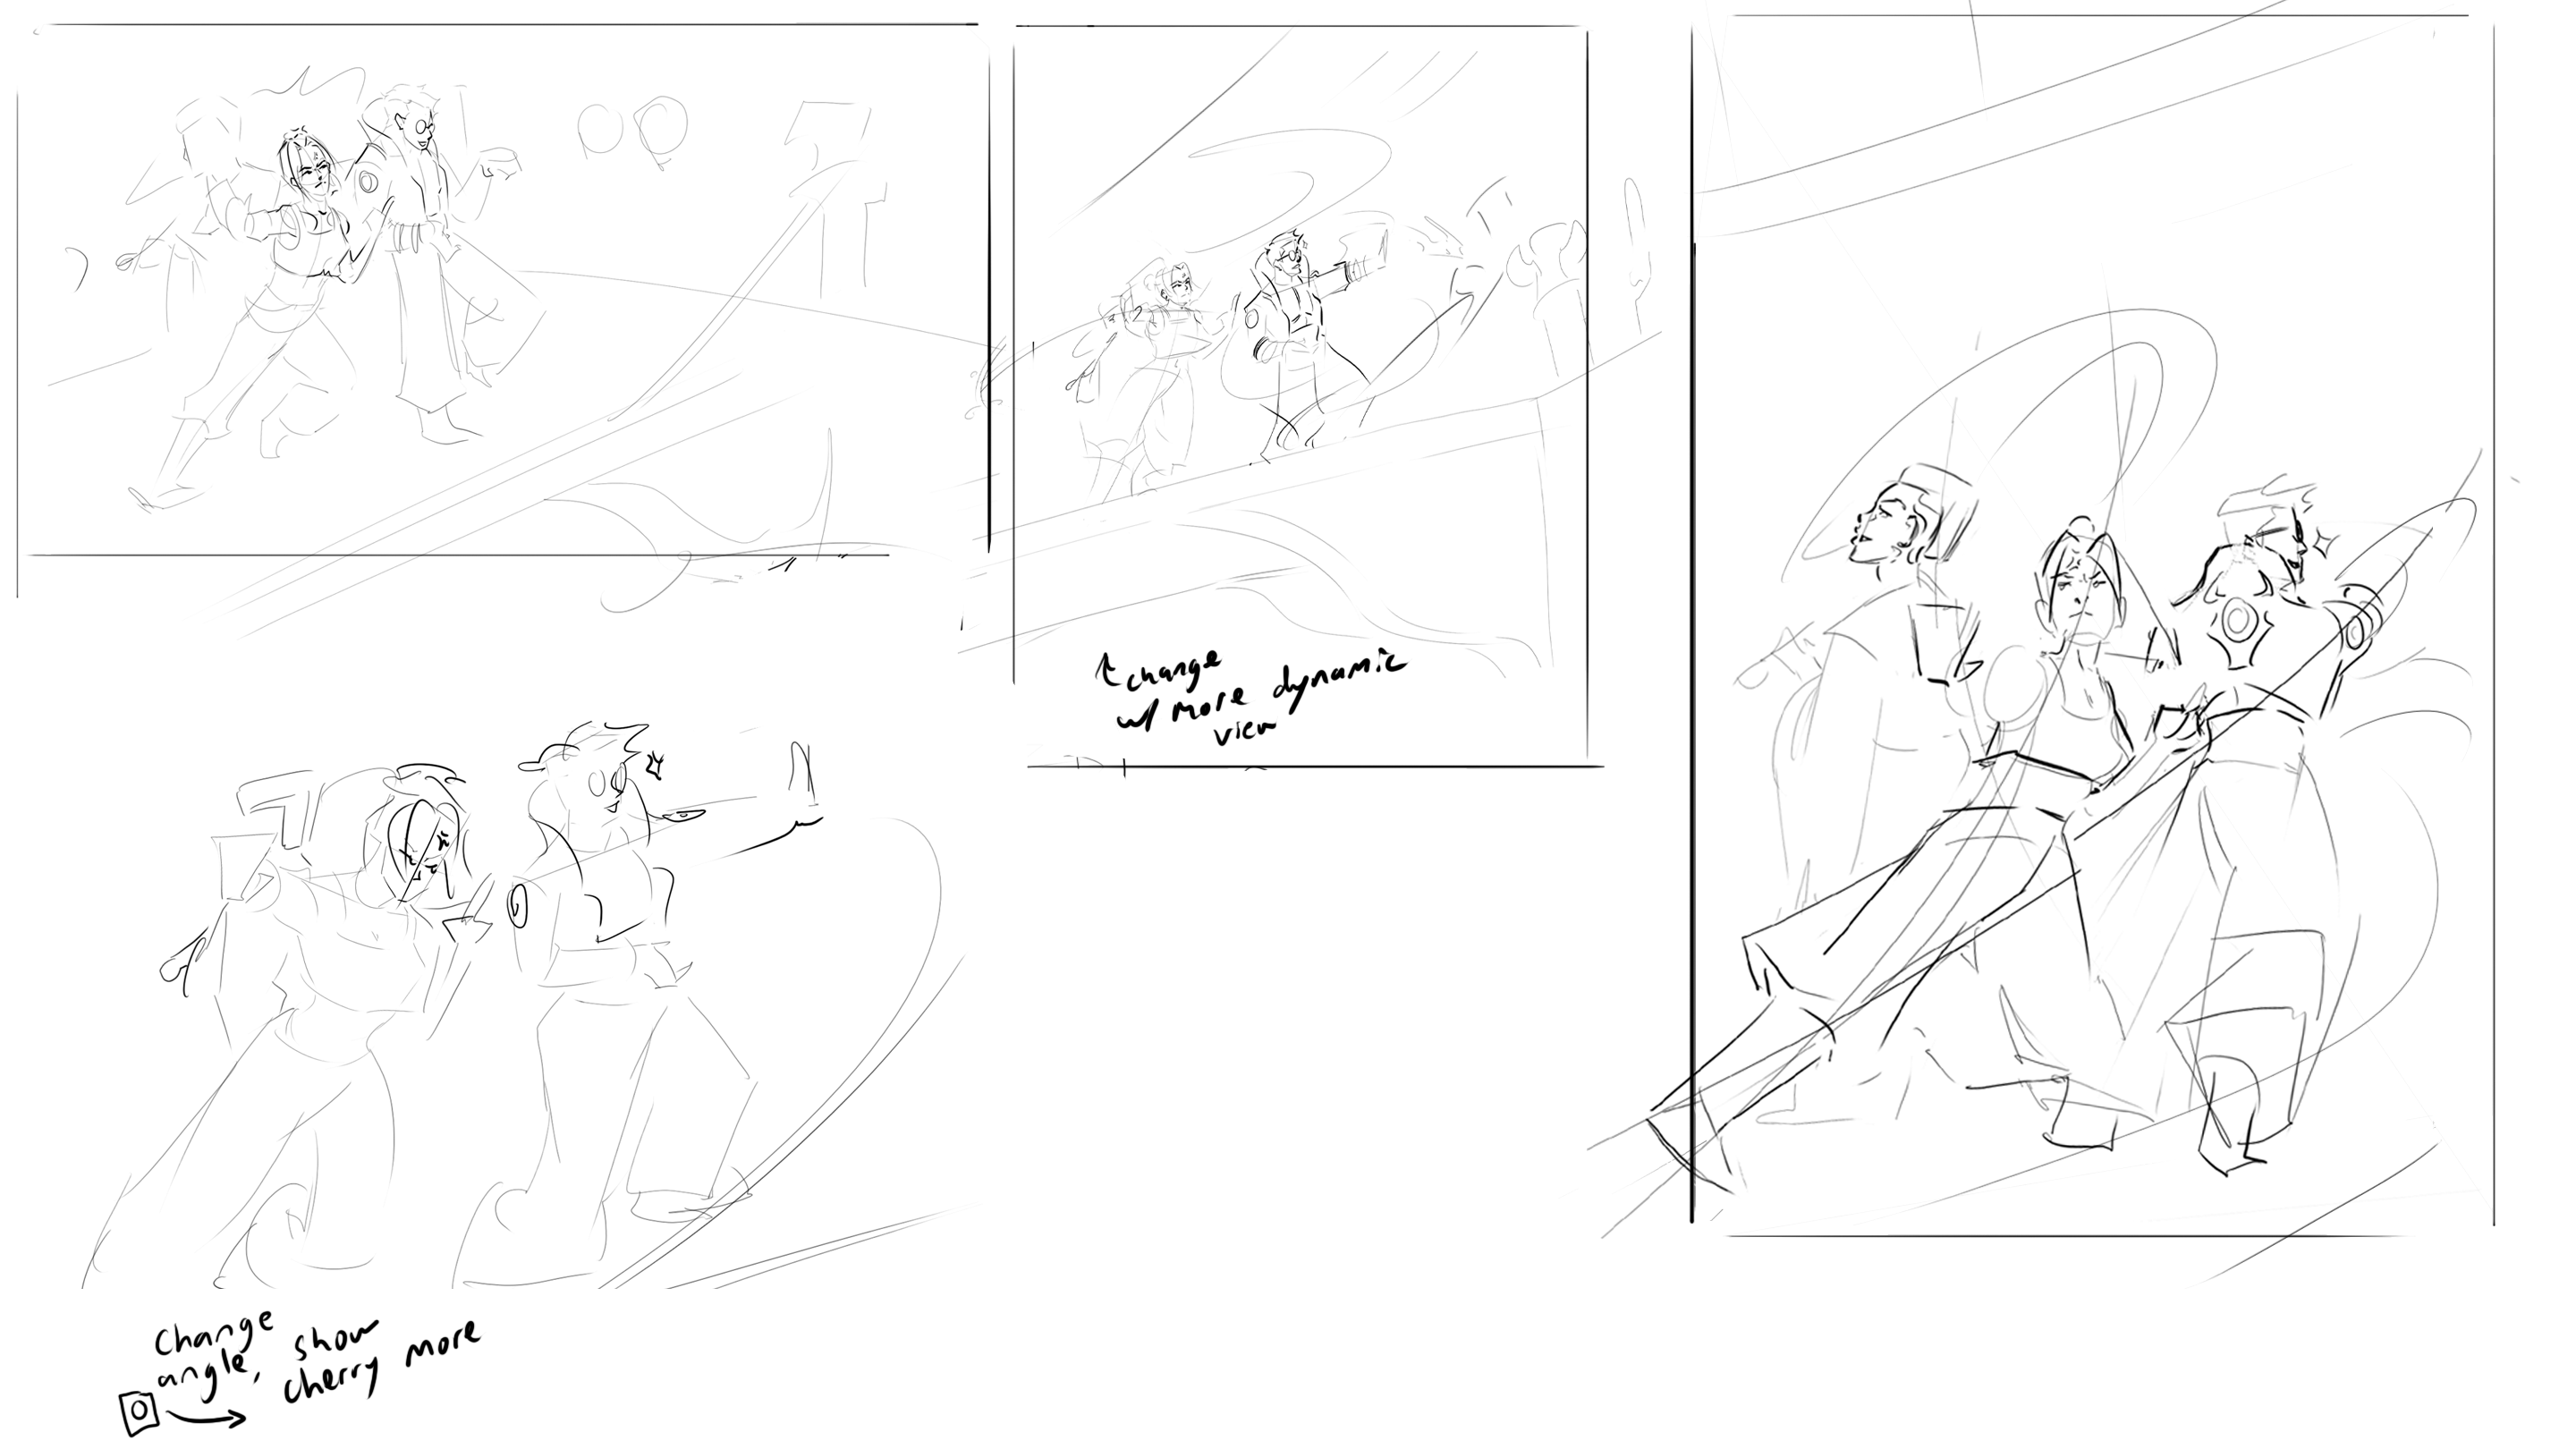 ↑ change
w/ more dynamic
view
Change
angle, show
cherry more